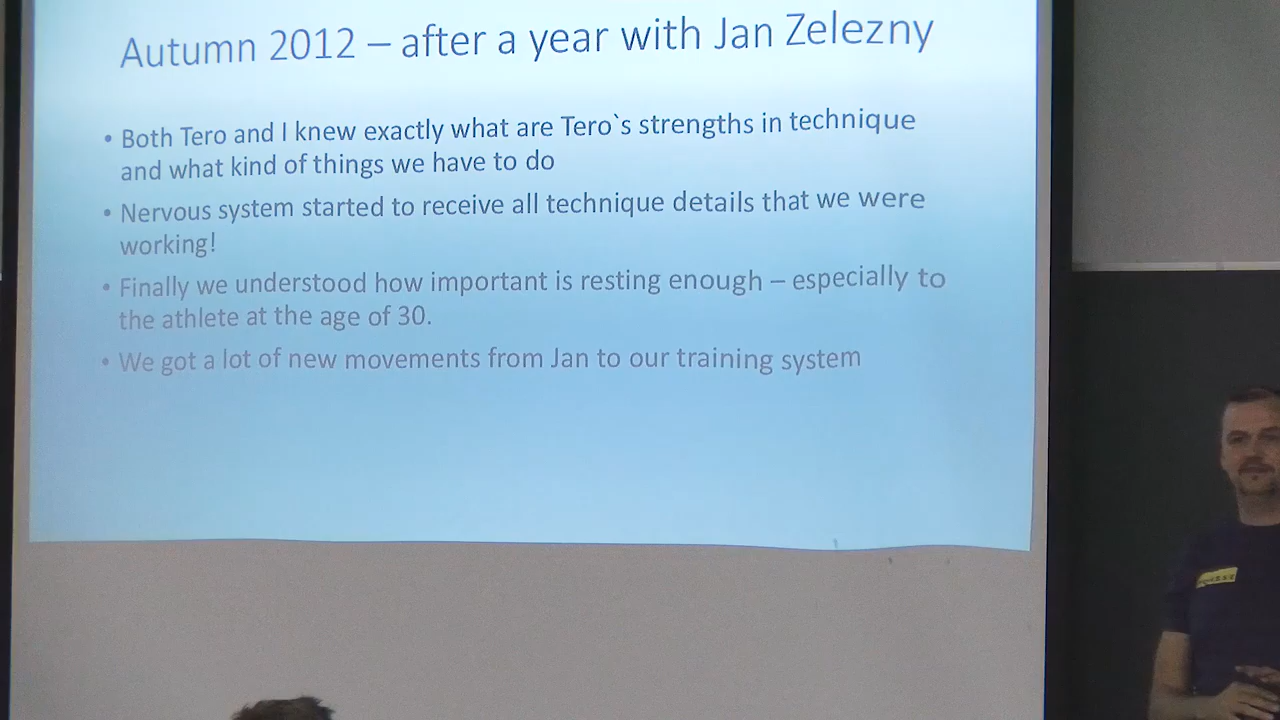 Autumn 2012 – after a year with Jan Zelezny
• Both Tero and I knew exactly what are Tero`s strengths in technique
and what kind of things we have to do
• Nervous system started to receive all technique details that we were
working!
• Finally we understood how important is resting enough – especially to
the athlete at the age of 30.
• We got a lot of new movements from Jan to our training system